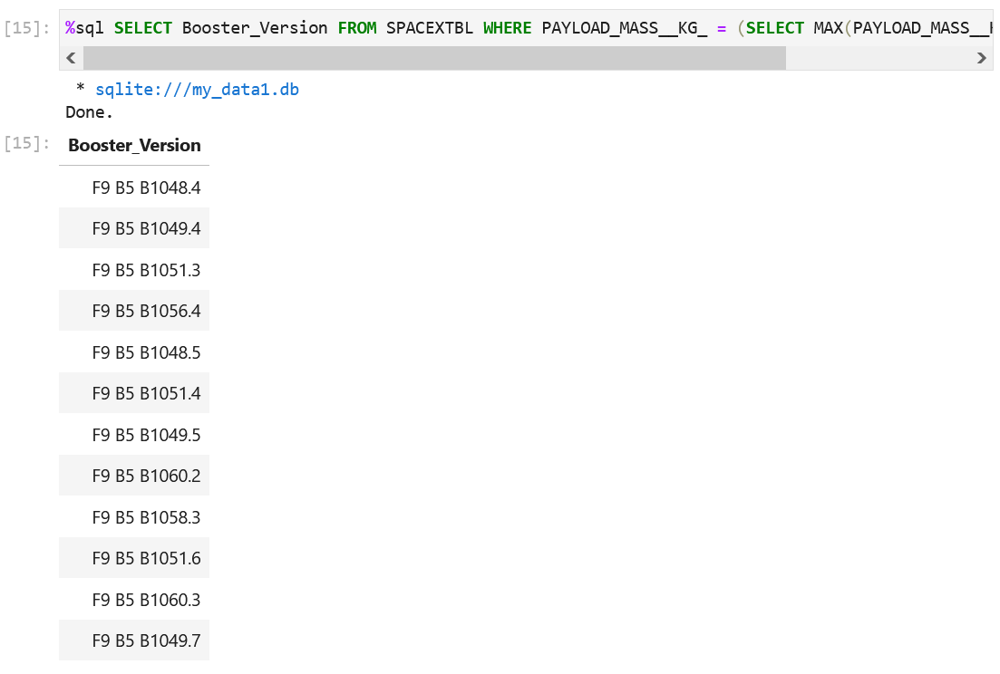 [15]: %sql SELECT Booster_Version FROM SPACEXTBL WHERE PAYLOAD_MASS__KG_ = (SELECT MAX(PAYLOAD_MASS__K
* sqlite:///my_data1.db
Done.
[15]: Booster_Version
F9 B5 B1048.4
F9 B5 B1049.4
F9 B5 B1051.3
F9 B5 B1056.4
F9 B5 B1048.5
F9 B5 B1051.4
F9 B5 B1049.5
F9 B5 B1060.2
F9 B5 B1058.3
F9 B5 B1051.6
F9 B5 B1060.3
F9 B5 B1049.7